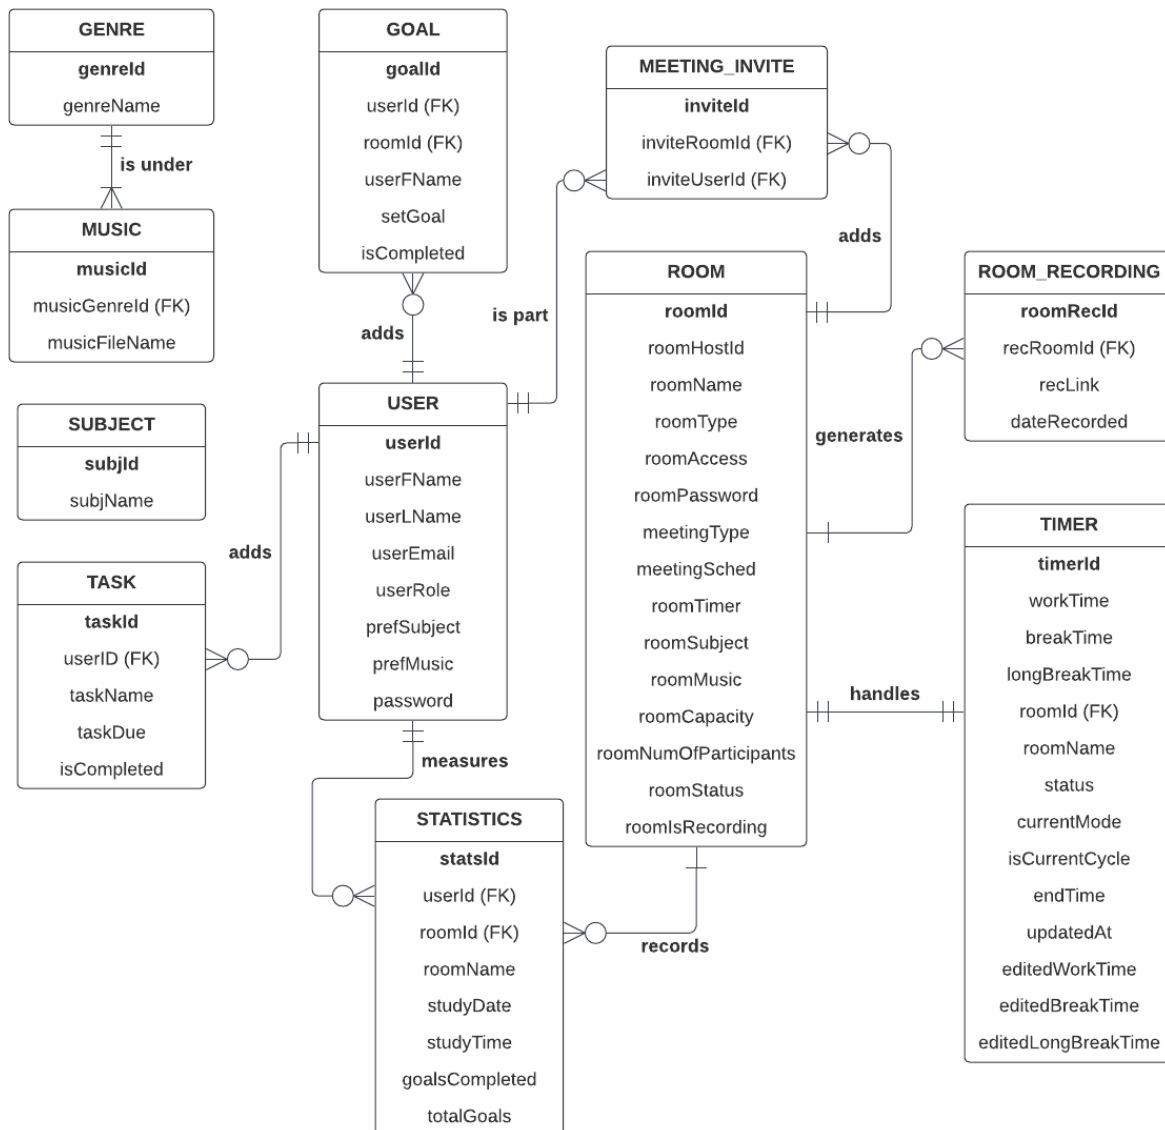 GENRE
genreId
genreName
is under
MUSIC
musicId
musicGenreId (FK)
musicFileName
SUBJECT
subjId
subjName
TASK
taskId
userID (FK)
taskName
taskDue
isCompleted
adds
GOAL
goalId
userId (FK)
roomId (FK)
userFName
setGoal
isCompleted
adds
USER
userId
userFName
userLName
userEmail
userRole
prefSubject
prefMusic
password
measures
STATISTICS
statsId
userId (FK)
roomId (FK)
roomName
studyDate
studyTime
goalsCompleted
totalGoals
is part
MEETING_INVITE
inviteId
inviteRoomId (FK)
inviteUserId (FK)
adds
ROOM
roomId
roomHostId
roomName
roomType
roomAccess
roomPassword
meetingType
meetingSched
roomTimer
roomSubject
roomMusic
roomCapacity
roomNumOfParticipants
roomStatus
roomIsRecording
records
generates
handles
ROOM_RECORDING
roomRecId
recRoomId (FK)
recLink
dateRecorded
TIMER
timerId
workTime
breakTime
longBreakTime
roomId (FK)
roomName
status
currentMode
isCurrentCycle
endTime
updatedAt
editedWorkTime
editedBreakTime
editedLongBreakTime